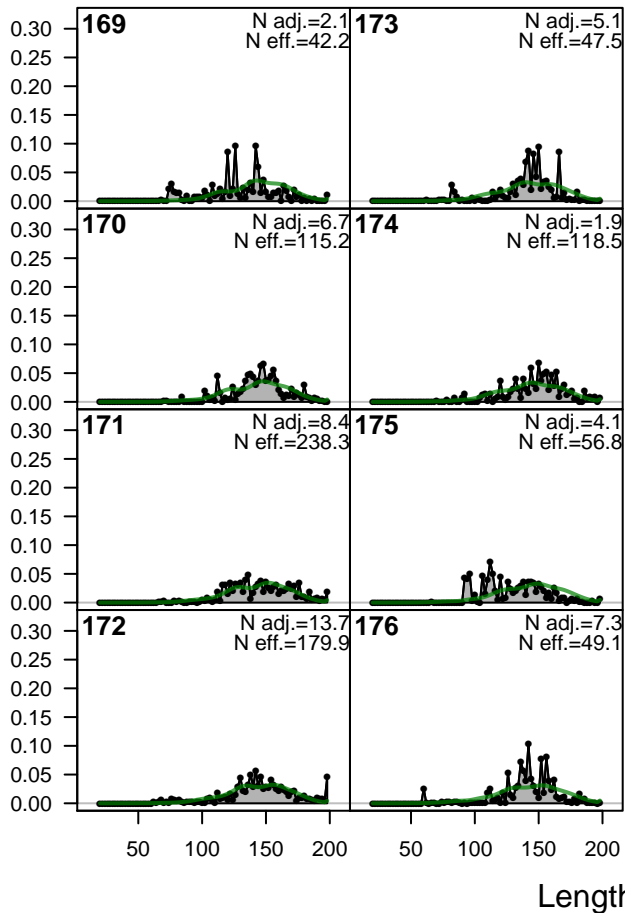 169
N adj.=2.1
N eff.=42.2
173
N adj.=5.1
N eff.=47.5
170
N adj.=6.7
N eff.=115.2
174
N adj.=1.9
N eff.=118.5
171
N adj.=8.4
N eff.=238.3
175
N adj.=4.1
N eff.=56.8
172
N adj.=13.7
N eff.=179.9
176
N adj.=7.3
N eff.=49.1
0.30
0.25
0.20
0.15
0.10
0.05
0.00
0.30
0.25
0.20
0.15
0.10
0.05
0.00
0.30
0.25
0.20
0.15
0.10
0.05
0.00
0.30
0.25
0.20
0.15
0.10
0.05
0.00
50 100 150 200 50 100 150 200
Length